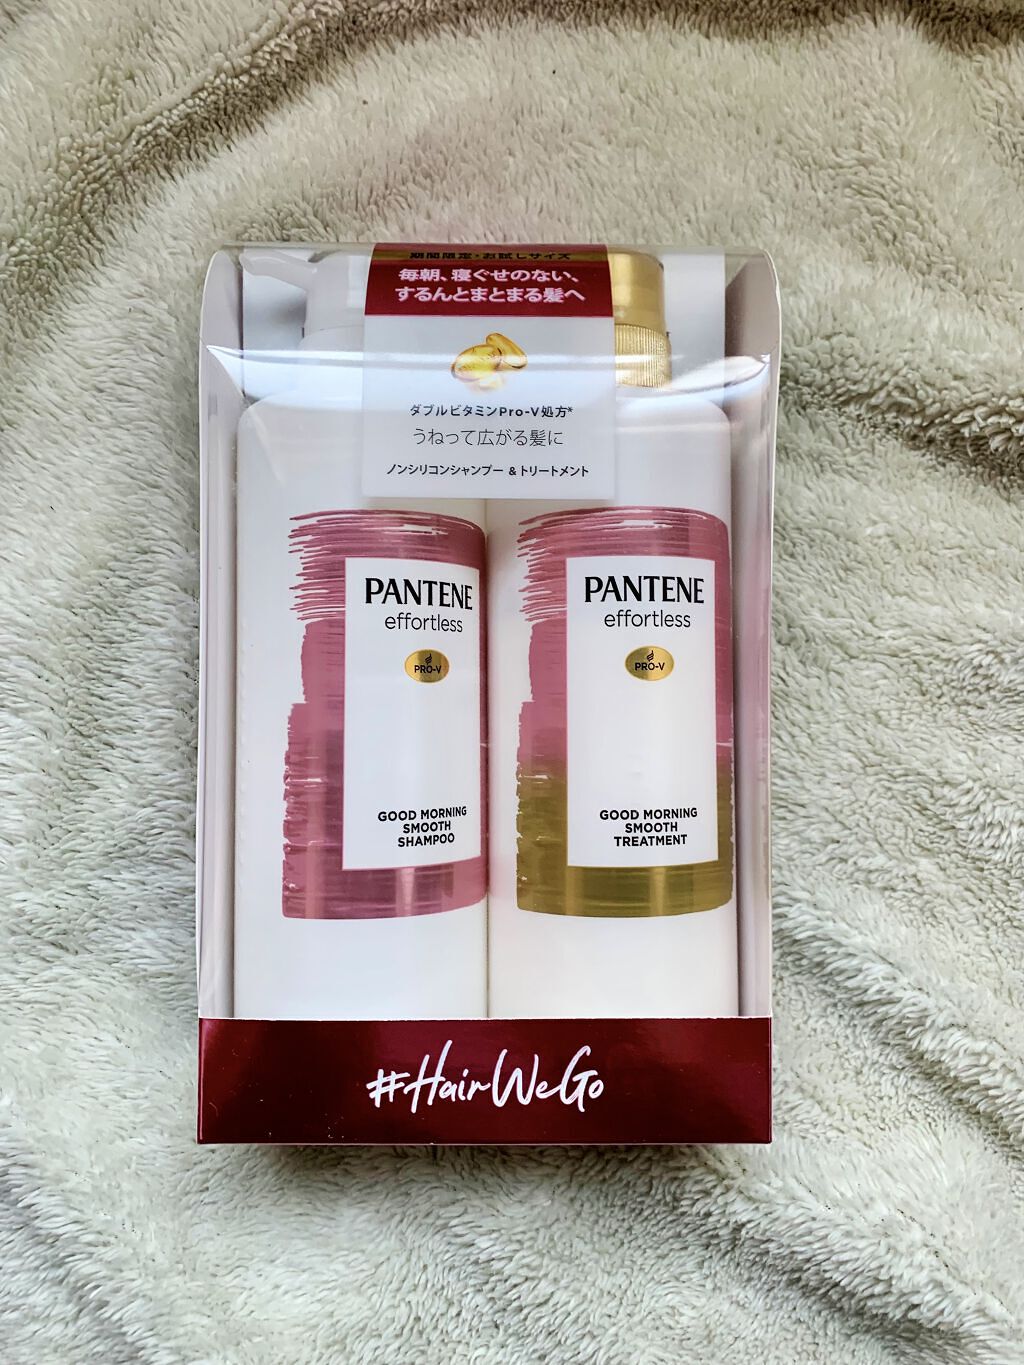 期間限定・お試しサイズ
毎朝、寝ぐせのない、
するんとまとまる髪へ
ダブルビタミンPro-V処方*
うねって広がる髪に
ノンシリコンシャンプー & トリートメント
PANTENE
effortless
PRO-V
GOOD MORNING
SMOOTH
SHAMPOO
PANTENE
effortless
PRO-V
GOOD MORNING
SMOOTH
TREATMENT
#HairWeGo